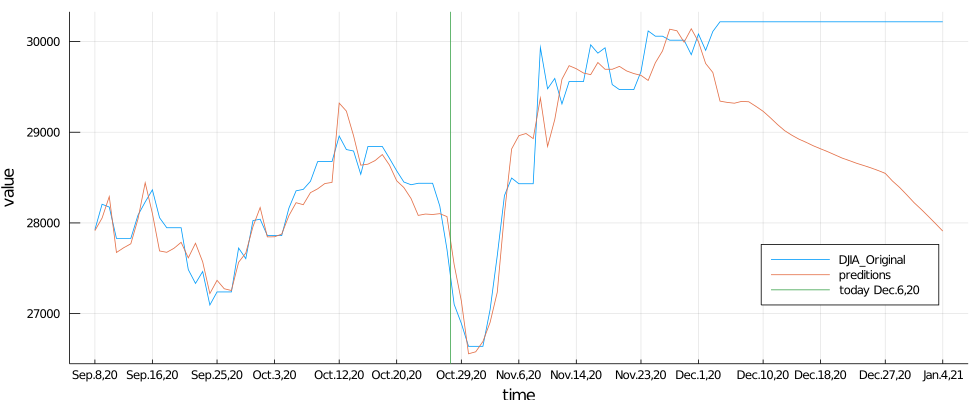 value
30000
29000
28000
27000
DJIA_Original
preditions
today Dec.6,20
Sep.8,20 Sep.16,20 Sep.25,20 Oct.3,20 Oct.12,20 Oct.20,20 Oct.29,20 Nov.6,20 Nov.14,20 Nov.23,20 Dec.1,20 Dec.10,20 Dec.18,20 Dec.27,20 Jan.4,21
time